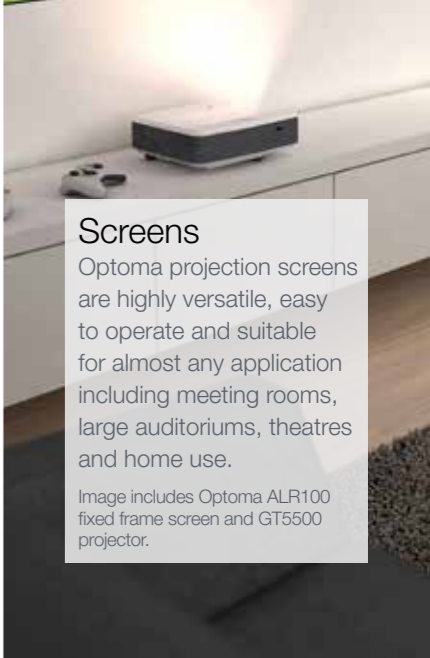 Screens
Optoma projection screens
are highly versatile, easy
to operate and suitable
for almost any application
including meeting rooms,
large auditoriums, theatres
and home use.
Image includes Optoma ALR100
fixed frame screen and GT5500
projector.